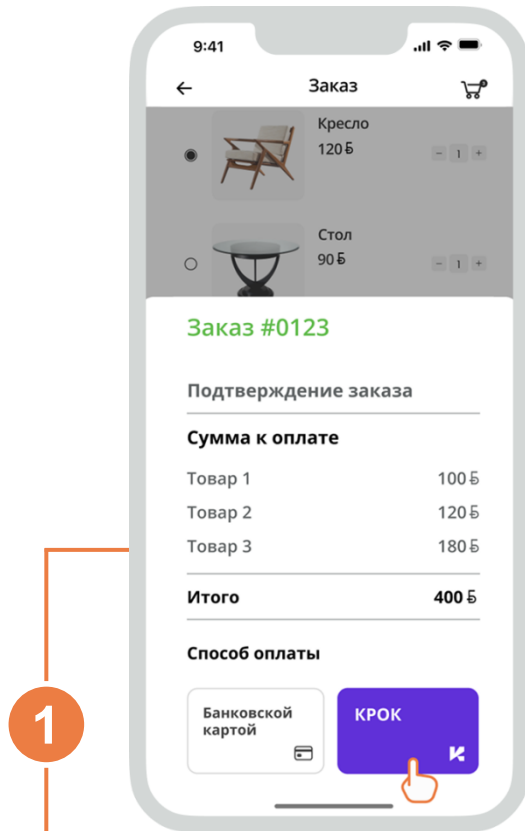 9:41
Заказ
Кресло
120 Ƃ
− 1 +
Стол
90 Ƃ
− 1 +
Заказ #0123
Подтверждение заказа
Сумма к оплате
Товар 1 100 Ƃ
Товар 2 120 Ƃ
Товар 3 180 Ƃ
Итого 400 Ƃ
Способ оплаты
Банковской
картой
КРОК
1